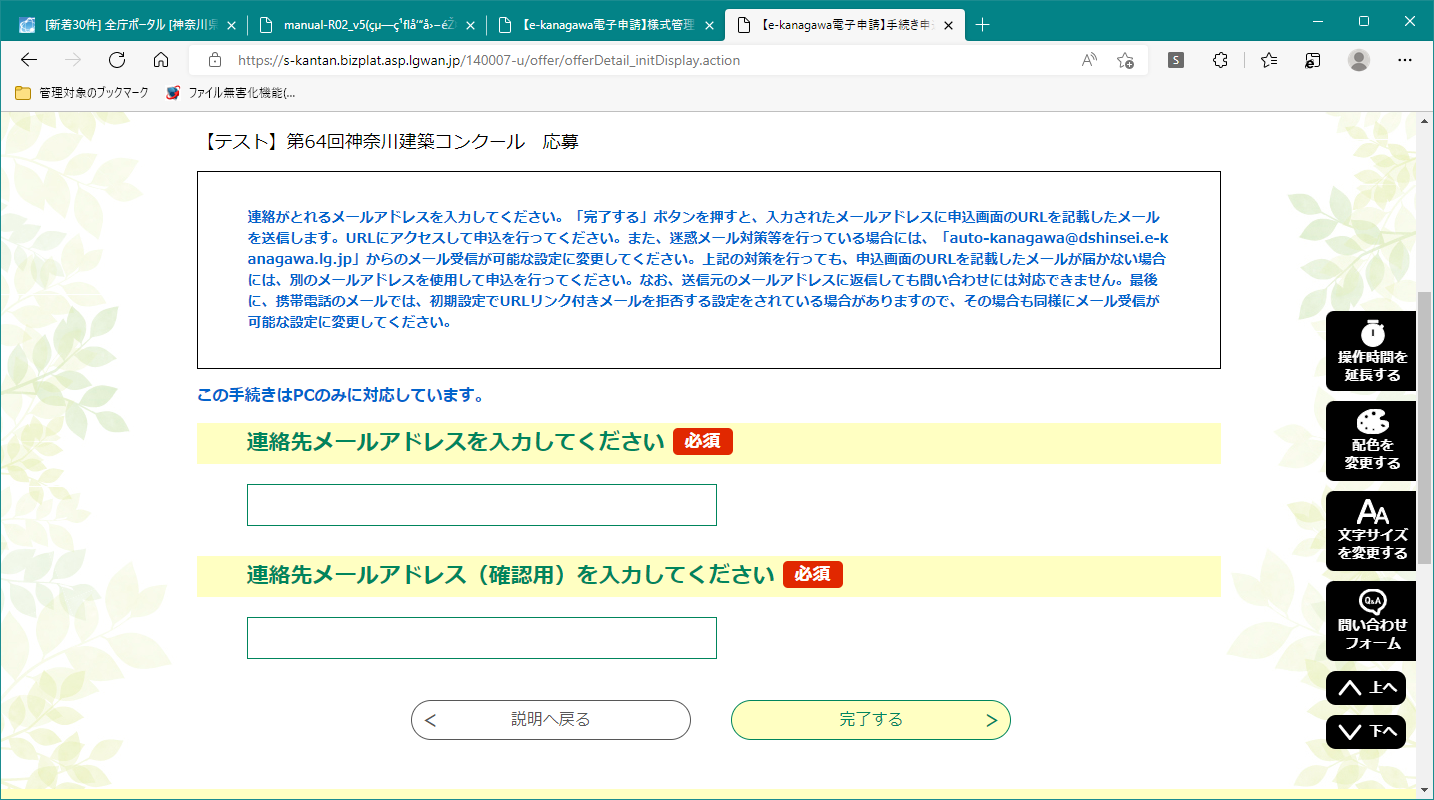 [新着30件] 全庁ポータル [神奈川県
manual-R02_v5(çµ
【e-kanagawa電子申請】様式管理
【e-kanagawa電子申請】手続き申
https://s-kantan.bizplat.asp.lgwan.jp/140007-u/offer/offerDetail_initDisplay.action
管理対象のブックマーク
ファイル無害化機能(...
【テスト】第64回神奈川建築コンクール　応募
連絡がとれるメールアドレスを入力してください。「完了する」ボタンを押すと、入力されたメールアドレスに申込画面のURLを記載したメール
を送信します。URLにアクセスして申込を行ってください。また、迷惑メール対策等を行っている場合には、「auto-kanagawa@dshinsei.e-k
anagawa.lg.jp」からのメール受信が可能な設定に変更してください。上記の対策を行っても、申込画面のURLを記載したメールが届かない場合
には、別のメールアドレスを使用して申込を行ってください。なお、送信元のメールアドレスに返信しても問い合わせには対応できません。最後
に、携帯電話のメールでは、初期設定でURLリンク付きメールを拒否する設定をされている場合がありますので、その場合も同様にメール受信が
可能な設定に変更してください。
この手続きはPCのみに対応しています。
連絡先メールアドレスを入力してください 必須
連絡先メールアドレス（確認用）を入力してください 必須
< 説明へ戻る
完了する >
操作時間を
延長する
配色を
変更する
AA
文字サイズ
を変更する
Q&A
問い合わせ
フォーム
上へ
下へ